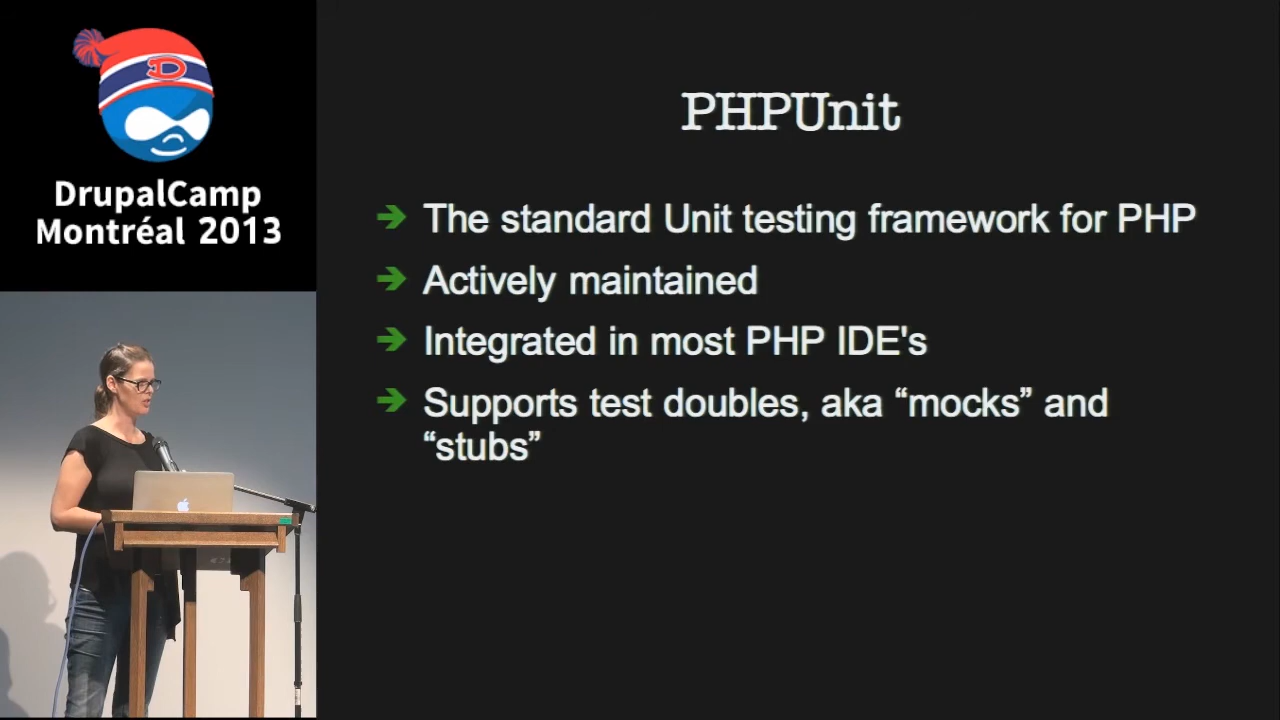 DrupalCamp
Montréal 2013
PHPUnit
The standard Unit testing framework for PHP
Actively maintained
Integrated in most PHP IDE's
Supports test doubles, aka “mocks” and
“stubs”